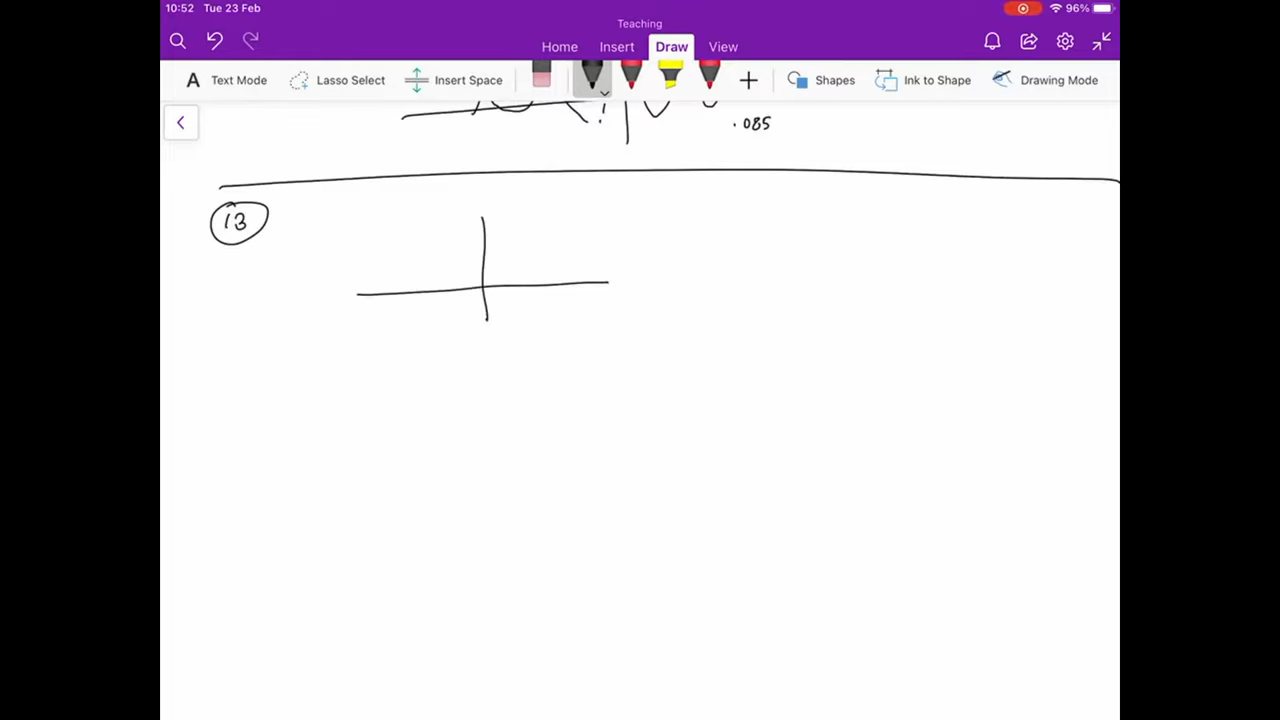 10:52 Tue 23 Feb 96%
Teaching
Home Insert Draw View
A Text Mode Lasso Select Insert Space Shapes Ink to Shape Drawing Mode
.085
13